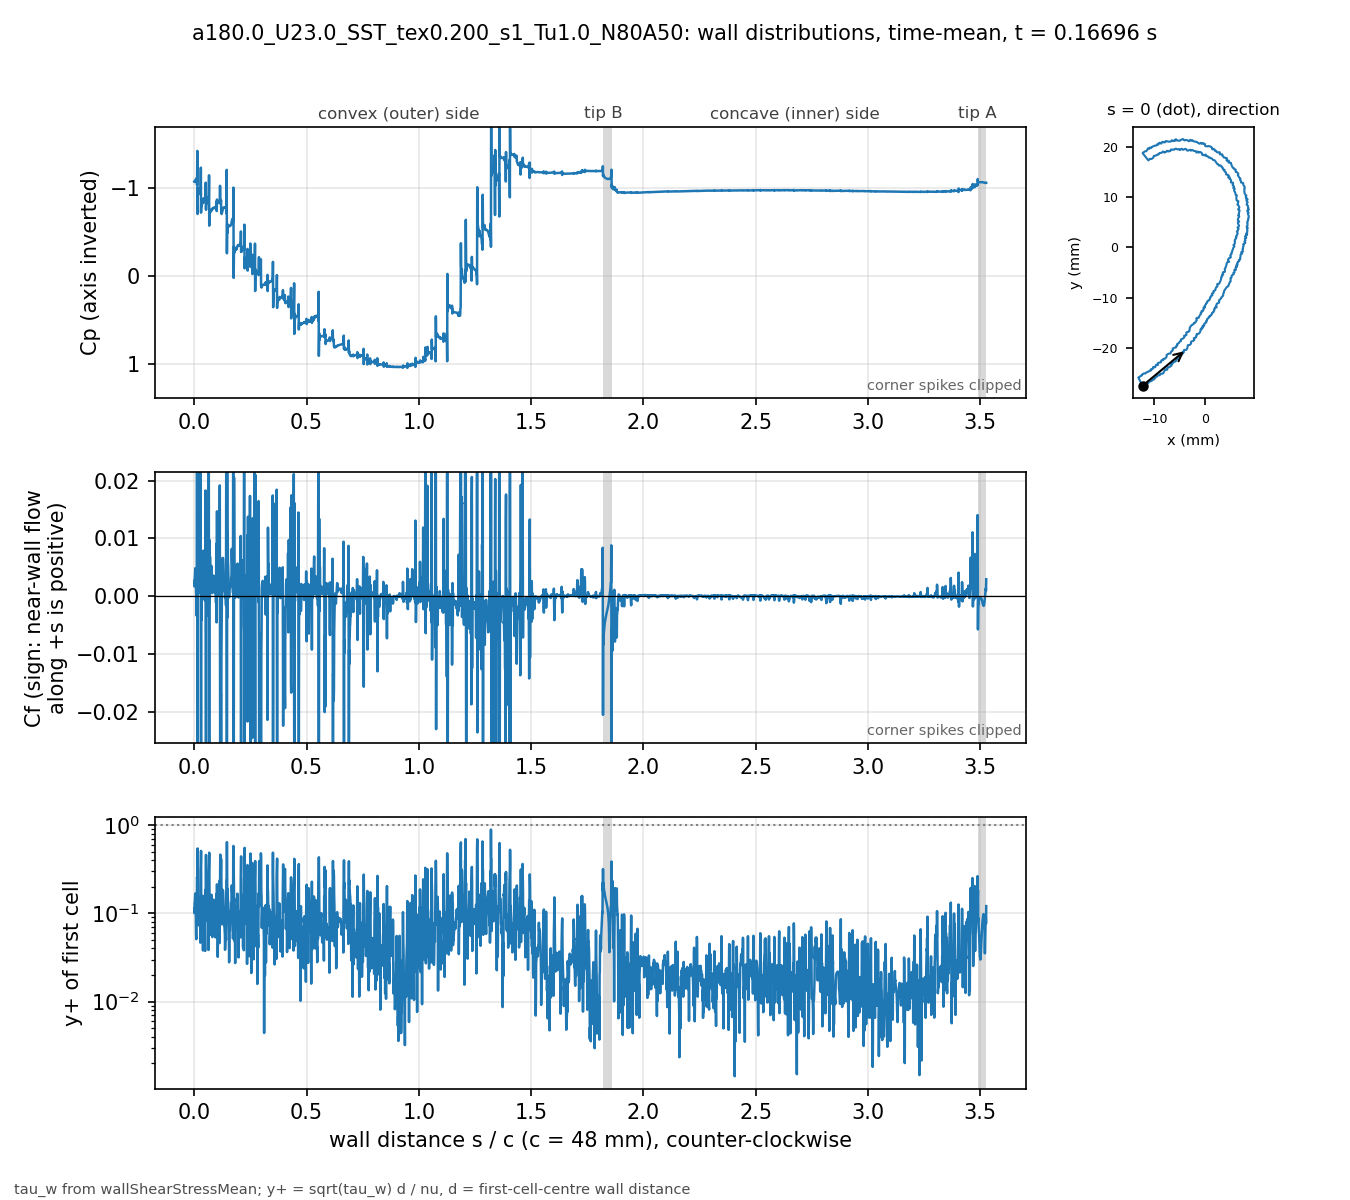 a180.0_U23.0_SST_tex0.200_s1_Tu1.0_N80A50: wall distributions, time-mean, t = 0.16696 s
convex (outer) side
tip B
concave (inner) side
tip A
Cp (axis inverted)
−1
0
1
corner spikes clipped
0.0 0.5 1.0 1.5 2.0 2.5 3.0 3.5
s = 0 (dot), direction
y (mm)
20
10
0
−10
−20
−10 0
x (mm)
Cf (sign: near-wall flow
along +s is positive)
0.02
0.01
0.00
−0.01
−0.02
corner spikes clipped
0.0 0.5 1.0 1.5 2.0 2.5 3.0 3.5
y+ of first cell
10⁰
10⁻¹
10⁻²
0.0 0.5 1.0 1.5 2.0 2.5 3.0 3.5
wall distance s / c (c = 48 mm), counter-clockwise
tau_w from wallShearStressMean; y+ = sqrt(tau_w) d / nu, d = first-cell-centre wall distance